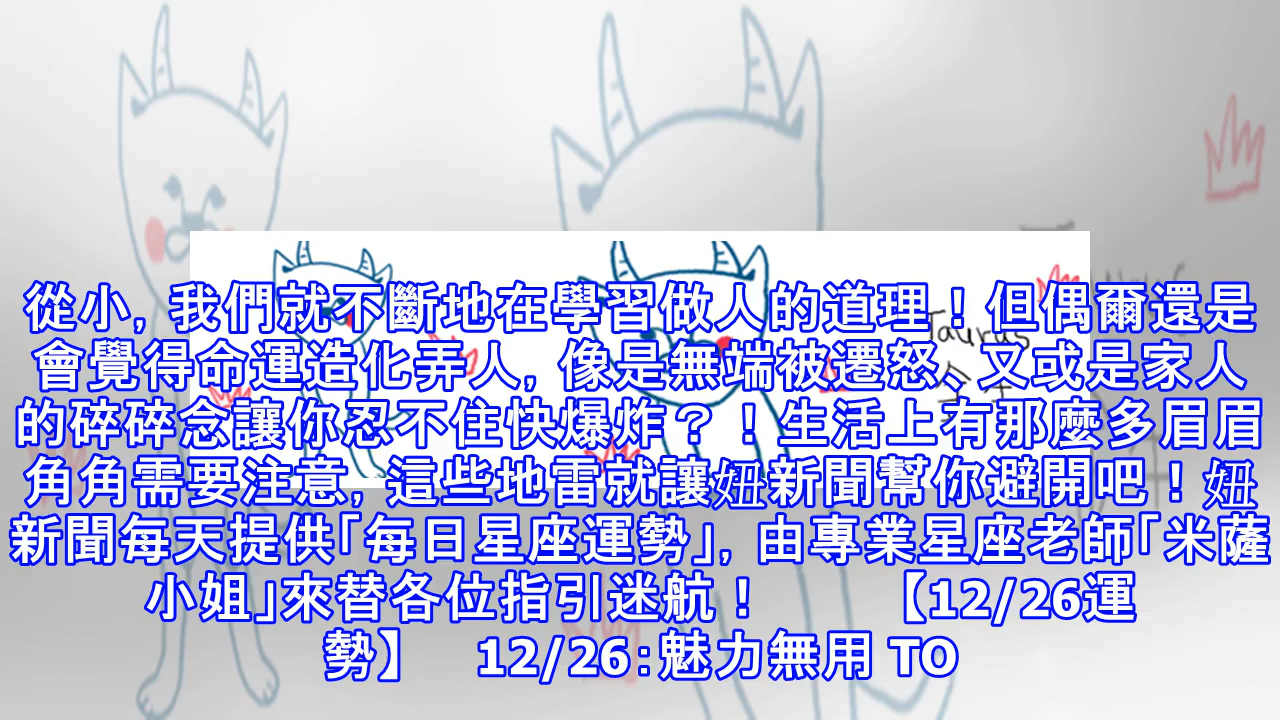 從小, 我們就不斷地在學習做人的道理！但偶爾還是
會覺得命運造化弄人, 像是無端被遷怒、又或是家人
的碎碎念讓你忍不住快爆炸？！生活上有那麼多眉眉
角角需要注意, 這些地雷就讓妞新聞幫你避開吧！妞
新聞每天提供「每日星座運勢」, 由專業星座老師「米薩
小姐」來替各位指引迷航！　　【12/26運
勢】　12/26：魅力無用 TO
Taurus